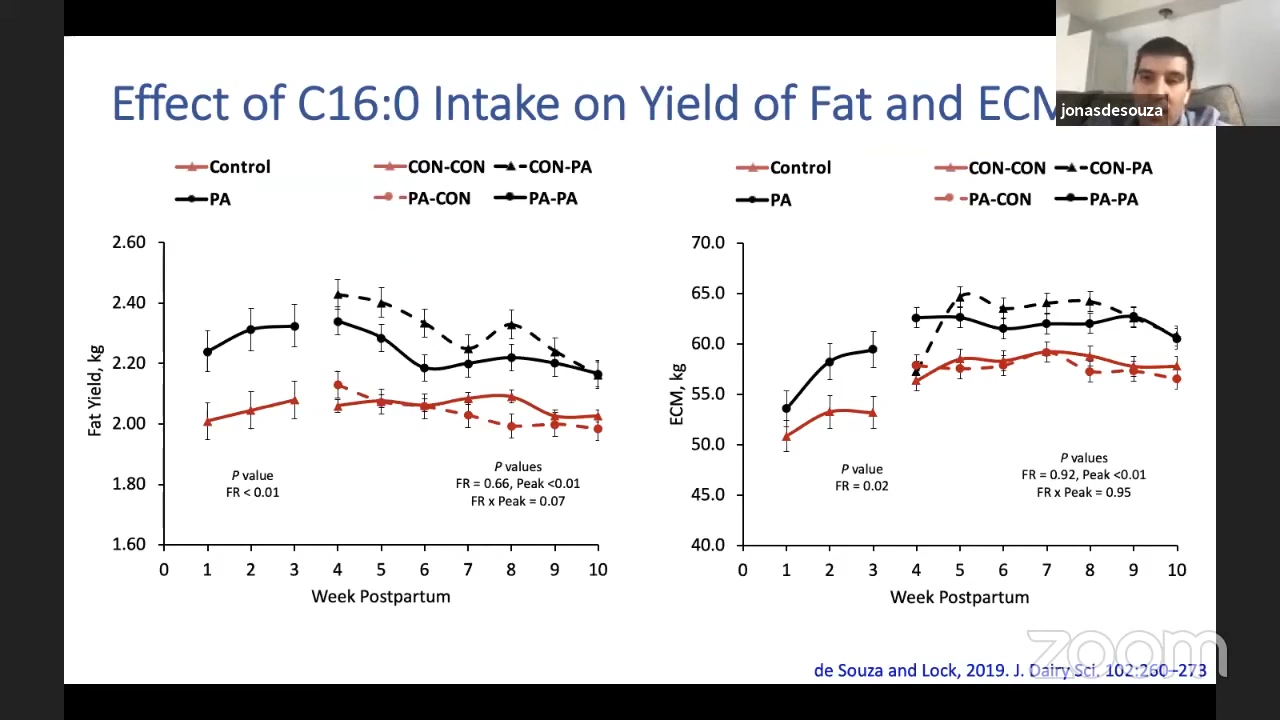 jonasdesouza
Effect of C16:0 Intake on Yield of Fat and ECM
Control
CON-CON
CON-PA
PA
PA-CON
PA-PA
2.60
2.40
2.20
2.00
1.80
1.60
Fat Yield, kg
P value
FR < 0.01
P values
FR = 0.66, Peak <0.01
FR x Peak = 0.07
0 1 2 3 4 5 6 7 8 9 10
Week Postpartum
Control
CON-CON
CON-PA
PA
PA-CON
PA-PA
70.0
65.0
60.0
55.0
50.0
45.0
40.0
ECM, kg
P value
FR = 0.02
P values
FR = 0.92, Peak <0.01
FR x Peak = 0.95
0 1 2 3 4 5 6 7 8 9 10
Week Postpartum
de Souza and Lock, 2019. J. Dairy Sci. 102:260–273
zoom